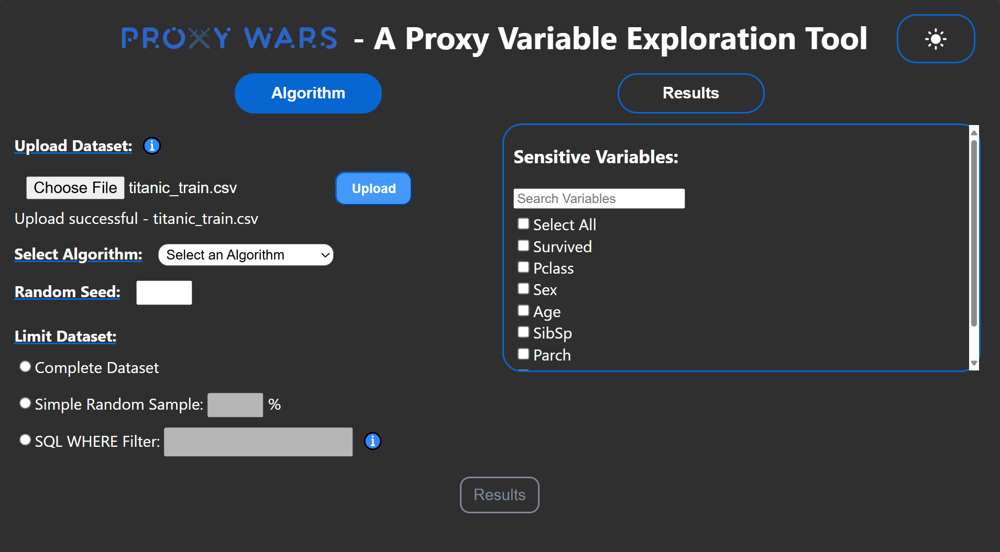 PROXY WARS - A Proxy Variable Exploration Tool
Algorithm
Results
Upload Dataset:
Choose File titanic_train.csv
Upload
Upload successful - titanic_train.csv
Select Algorithm: Select an Algorithm
Random Seed:
Limit Dataset:
Complete Dataset
Simple Random Sample: %
SQL WHERE Filter:
Sensitive Variables:
Search Variables
Select All
Survived
Pclass
Sex
Age
SibSp
Parch
Results